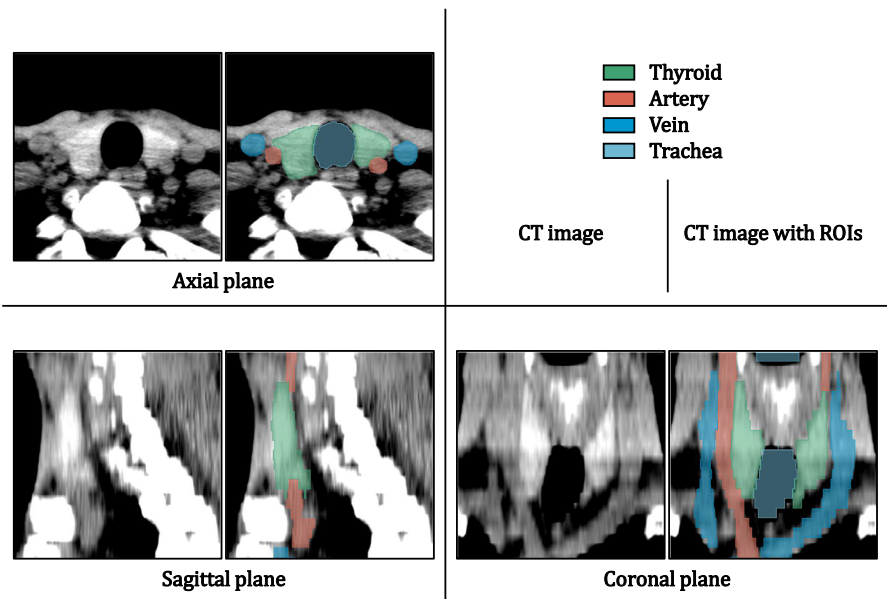 Thyroid
Artery
Vein
Trachea
CT image
CT image with ROIs
Axial plane
Sagittal plane
Coronal plane